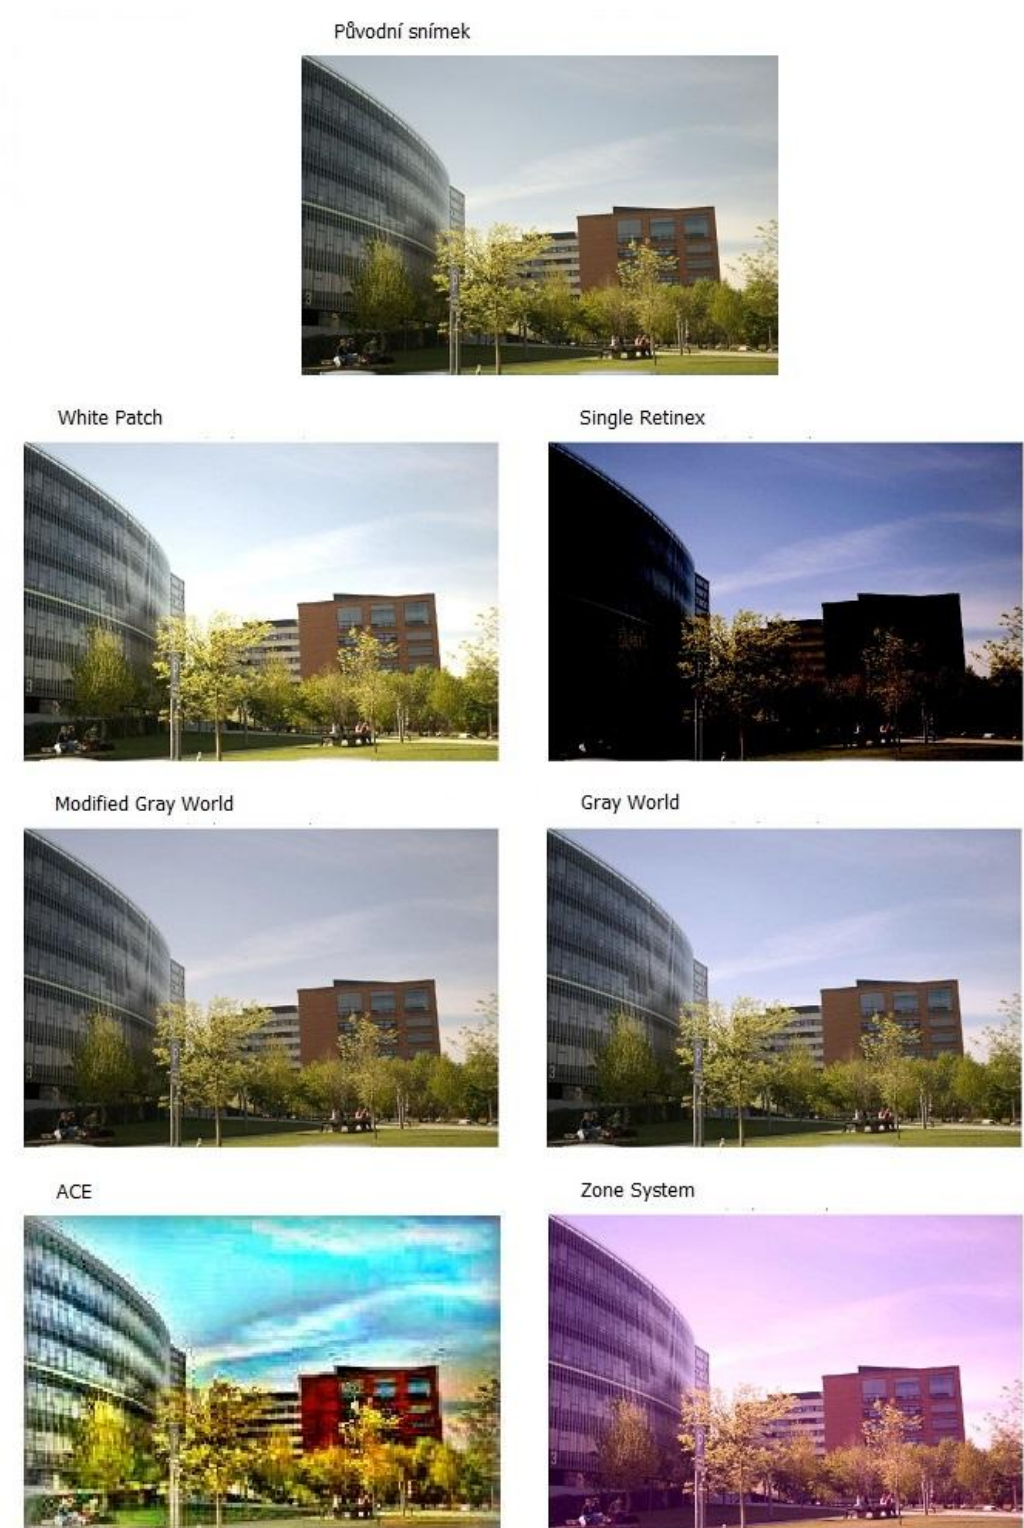 Původní snímek
White Patch
Single Retinex
Modified Gray World
Gray World
ACE
Zone System